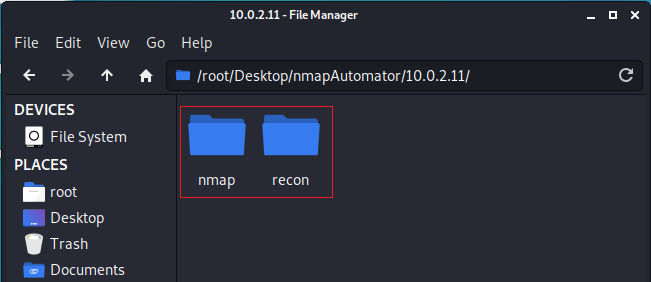 10.0.2.11 - File Manager
File Edit View Go Help
/root/Desktop/nmapAutomator/10.0.2.11/
DEVICES
File System
PLACES
root
Desktop
Trash
Documents
nmap recon